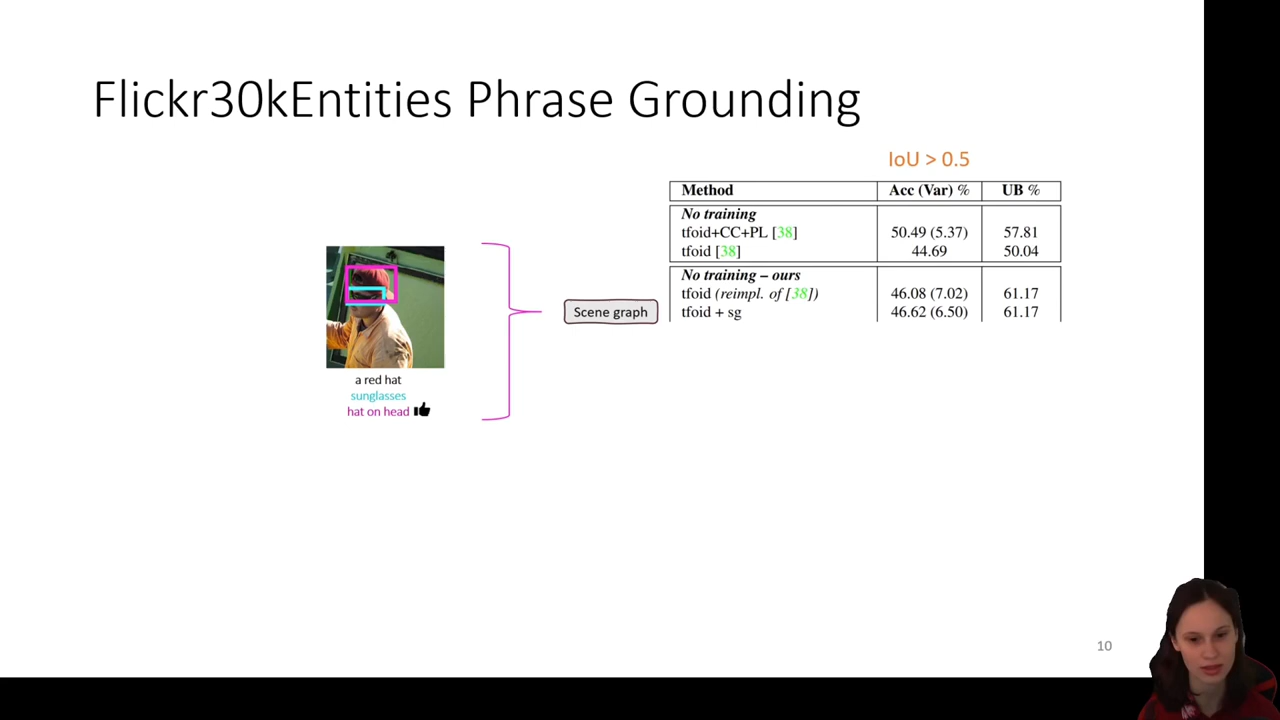 Flickr30kEntities Phrase Grounding
IoU > 0.5
Method Acc (Var) % UB %
No training
tfoid+CC+PL [38] 50.49 (5.37) 57.81
tfoid [38] 44.69 50.04
No training – ours
tfoid (reimpl. of [38]) 46.08 (7.02) 61.17
tfoid + sg 46.62 (6.50) 61.17
Scene graph
a red hat
sunglasses
hat on head
10